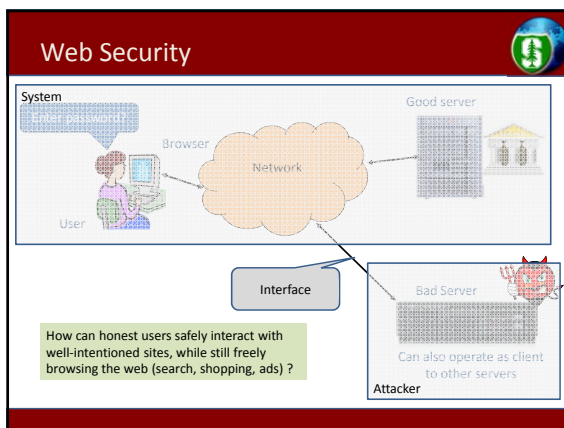 Web Security
System
Enter password?
Good server
Browser
Network
User
Interface
Bad Server
How can honest users safely interact with
well-intentioned sites, while still freely
browsing the web (search, shopping, ads) ?
Can also operate as client
to other servers
Attacker